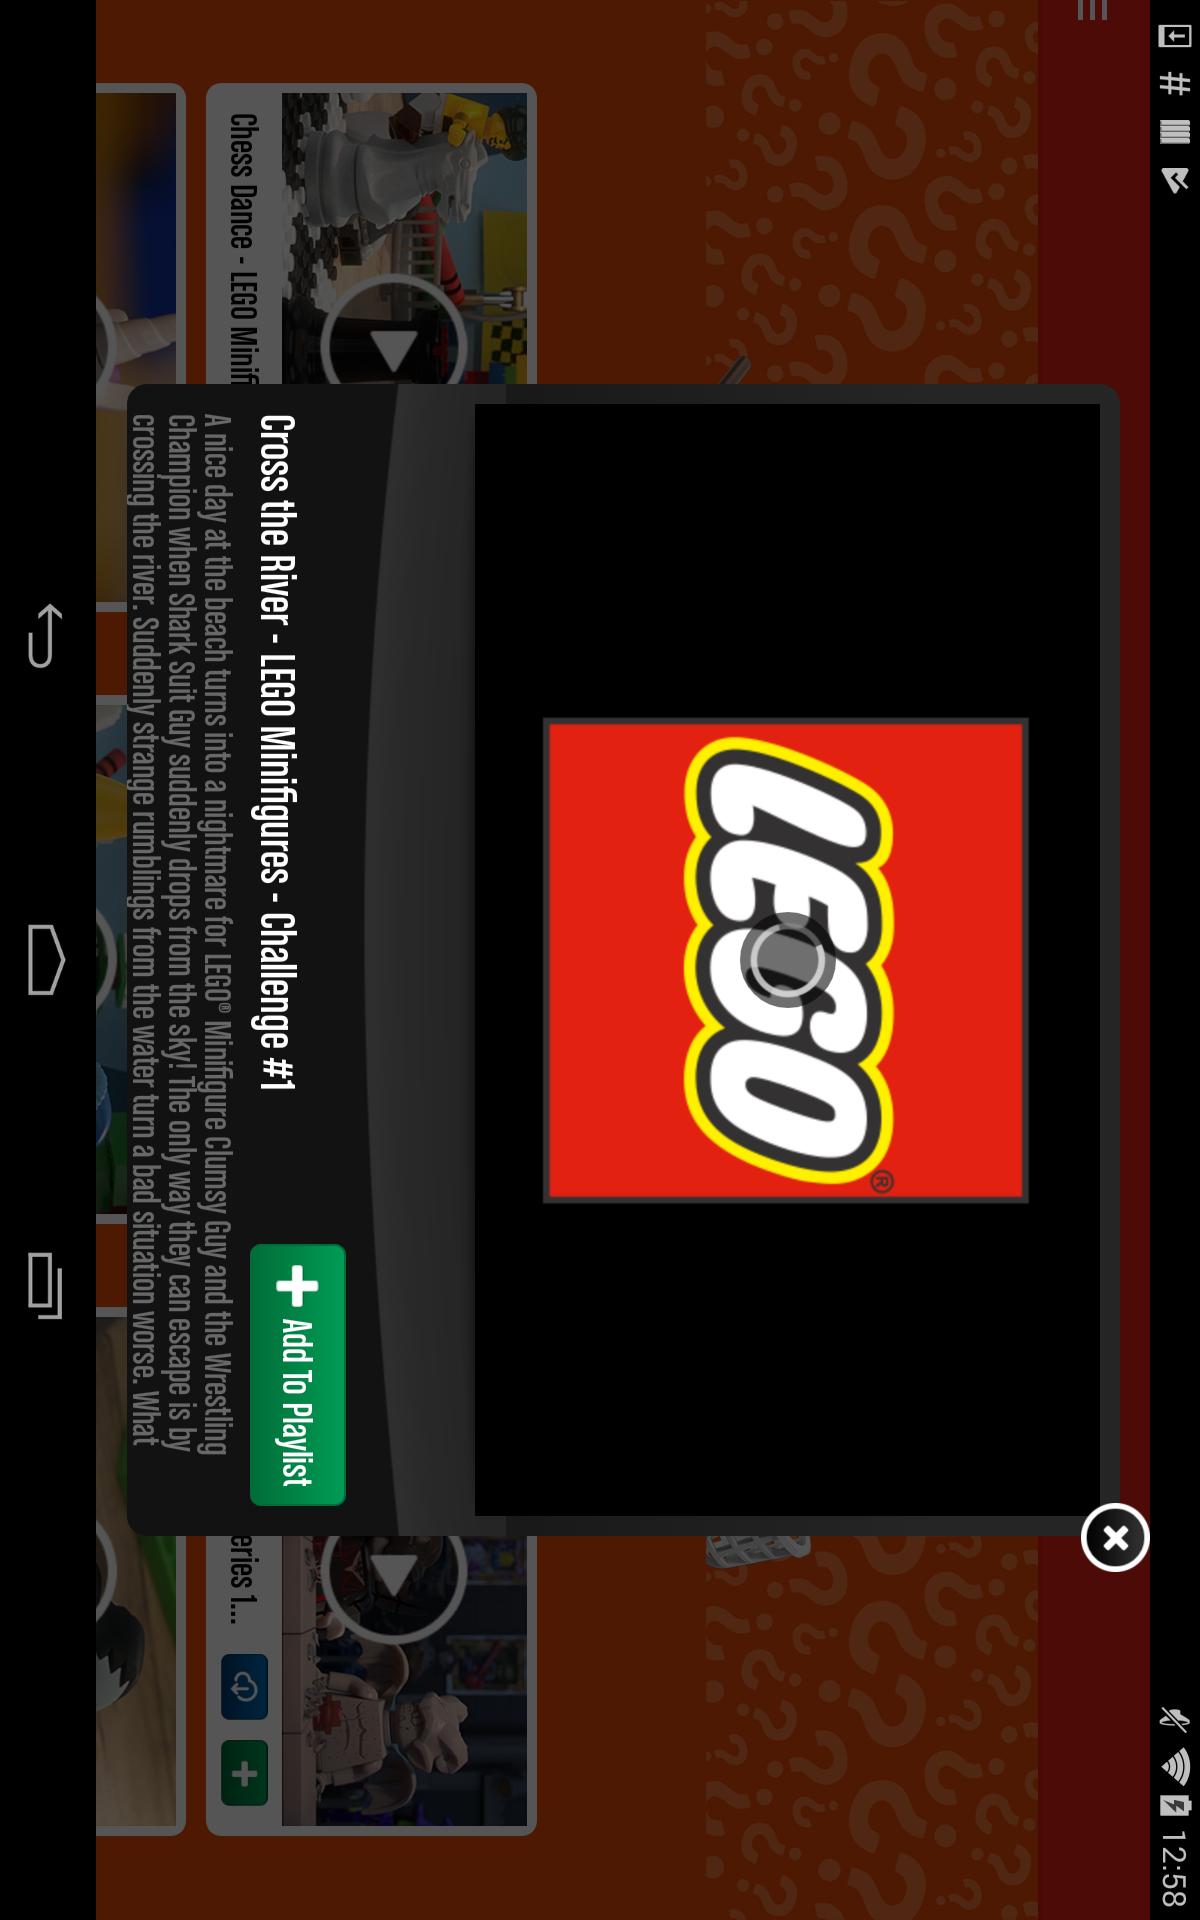 12:58
LEGO®
Cross the River - LEGO Minifigures - Challenge #1
+ Add To Playlist
A nice day at the beach turns into a nightmare for LEGO® Minifigure Clumsy Guy and the Wrestling
Champion when Shark Suit Guy suddenly drops from the sky! The only way they can escape is by
crossing the river. Suddenly strange rumblings from the water turn a bad situation worse. What
Chess Dance - LEGO Minif
eries 1...